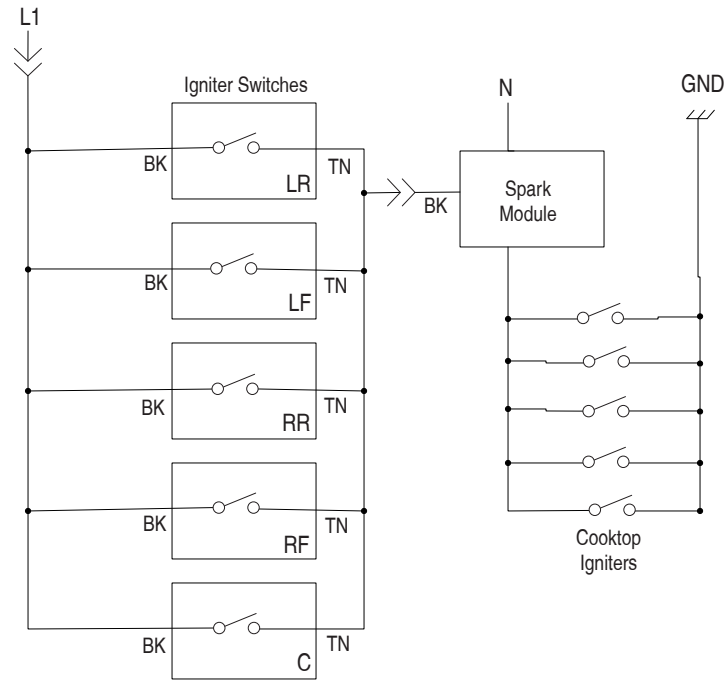 L1
Igniter Switches
N
GND
BK
LR
TN
BK
Spark
Module
BK
LF
TN
BK
RR
TN
BK
RF
TN
Cooktop
Igniters
BK
C
TN